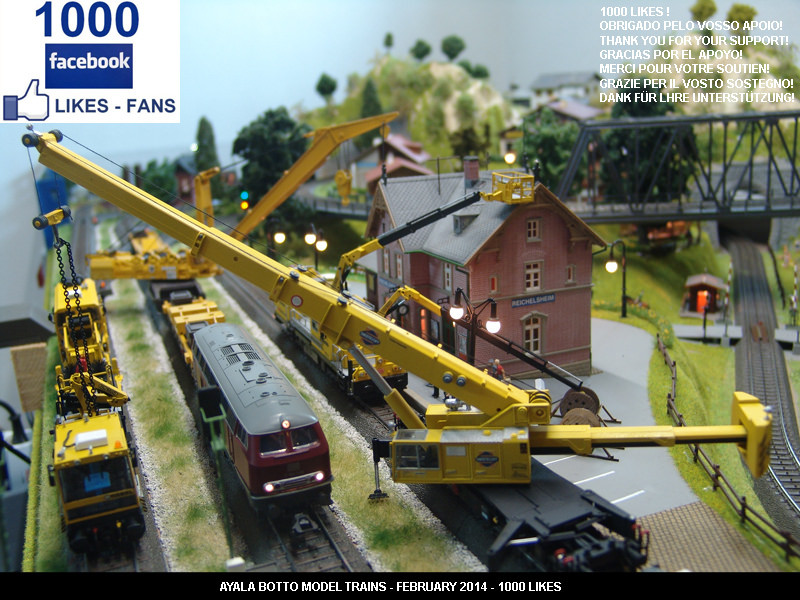 1000
facebook
LIKES - FANS
1000 LIKES !
OBRIGADO PELO VOSSO APOIO!
THANK YOU FOR YOUR SUPPORT!
GRACIAS POR EL APOYO!
MERCI POUR VOTRE SOUTIEN!
GRAZIE PER IL VOSTO SOSTEGNO!
DANK FÜR LHRE UNTERSTÜTZUNG!
REICHELSHEIM
AYALA BOTTO MODEL TRAINS - FEBRUARY 2014 - 1000 LIKES